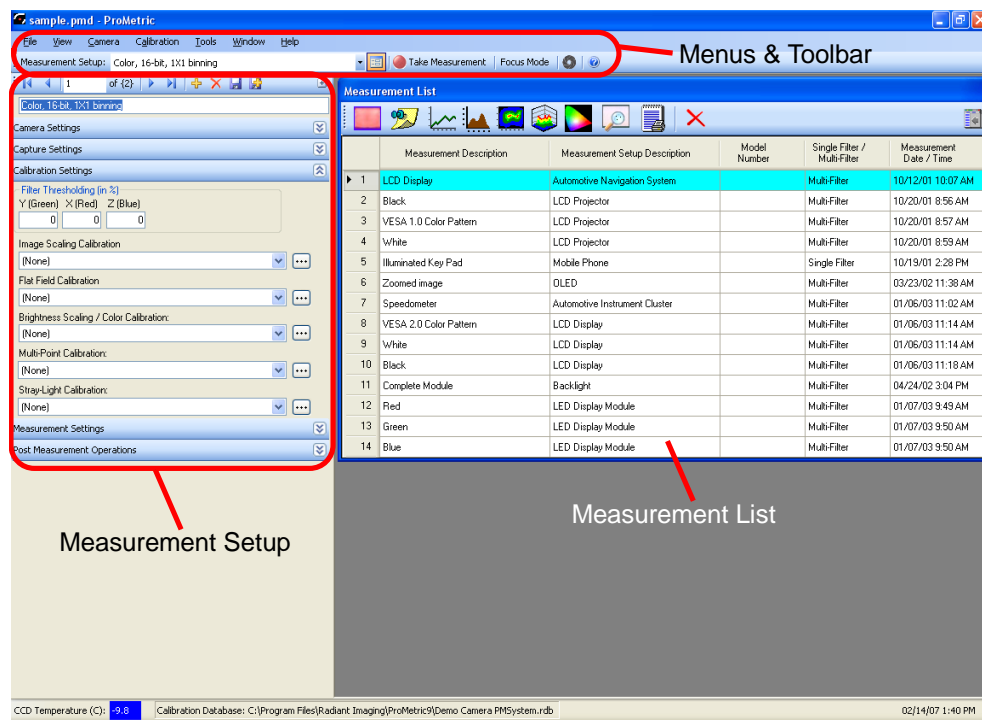 sample.pmd - ProMetric
File View Camera Calibration Tools Window Help
Measurement Setup: Color, 16-bit, 1X1 binning Take Measurement Focus Mode
Menus & Toolbar
1 of {2}
Color, 16-bit, 1X1 binning
Camera Settings
Capture Settings
Calibration Settings
Filter Thresholding (in %)
Y (Green) X (Red) Z (Blue)
0 0 0
Image Scaling Calibration
(None)
Flat Field Calibration
(None)
Brightness Scaling / Color Calibration:
(None)
Multi-Point Calibration:
(None)
Stray-Light Calibration:
(None)
Measurement Settings
Post Measurement Operations
Measurement Setup
Measurement List
Measurement Description Measurement Setup Description Model Number Single Filter / Multi-Filter Measurement Date / Time
1 LCD Display Automotive Navigation System Multi-Filter 10/12/01 10:07 AM
2 Black LCD Projector Multi-Filter 10/20/01 8:56 AM
3 VESA 1.0 Color Pattern LCD Projector Multi-Filter 10/20/01 8:57 AM
4 White LCD Projector Multi-Filter 10/20/01 8:59 AM
5 Illuminated Key Pad Mobile Phone Single Filter 10/19/01 2:28 PM
6 Zoomed image OLED Multi-Filter 03/23/02 11:38 AM
7 Speedometer Automotive Instrument Cluster Multi-Filter 01/06/03 11:02 AM
8 VESA 2.0 Color Pattern LCD Display Multi-Filter 01/06/03 11:14 AM
9 White LCD Display Multi-Filter 01/06/03 11:14 AM
10 Black LCD Display Multi-Filter 01/06/03 11:18 AM
11 Complete Module Backlight Multi-Filter 04/24/02 3:04 PM
12 Red LED Display Module Multi-Filter 01/07/03 9:49 AM
13 Green LED Display Module Multi-Filter 01/07/03 9:50 AM
14 Blue LED Display Module Multi-Filter 01/07/03 9:50 AM
Measurement List
CCD Temperature (C): -9.8 Calibration Database: C:\Program Files\Radiant Imaging\ProMetric9\Demo Camera PMSystem.rdb 02/14/07 1:40 PM